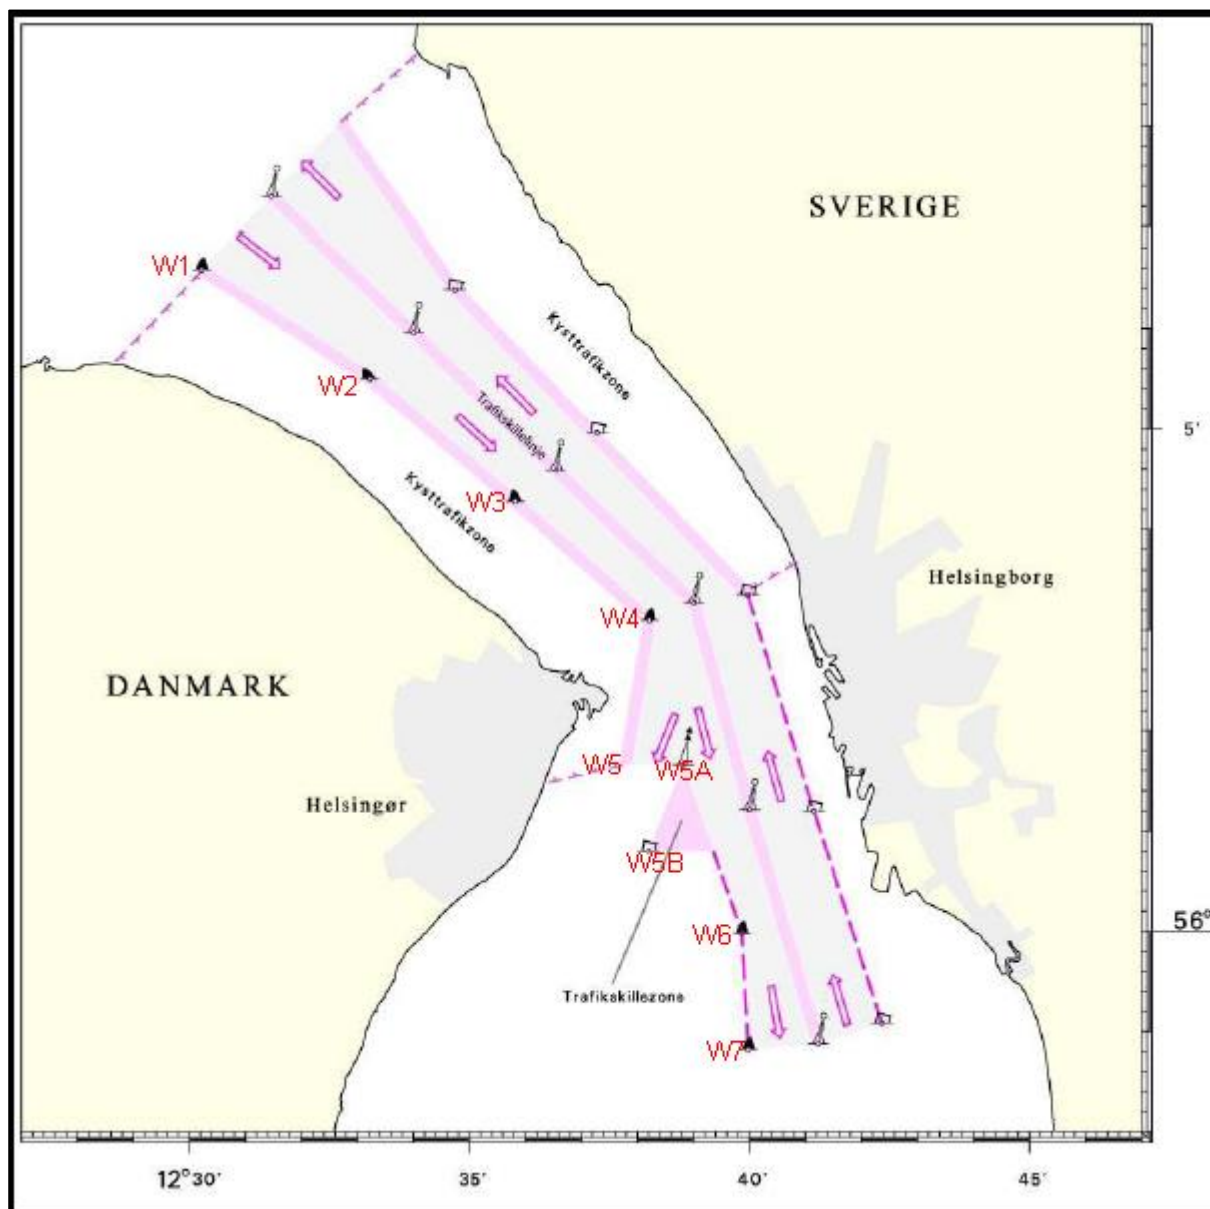 SVERIGE
W1
Kysttrafikzone
W2
Trafikskillelinje
5'
W3
Kysttrafikzone
Helsingborg
W4
DANMARK
W5
W5A
Helsingør
W5B
56°
W6
Trafikskillezone
W7
12°30' 35' 40' 45'